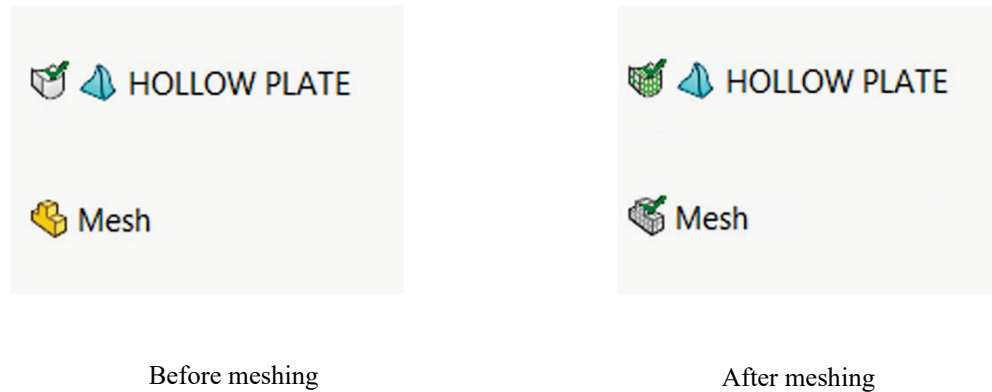 HOLLOW PLATE
HOLLOW PLATE
Mesh
Mesh
Before meshing
After meshing